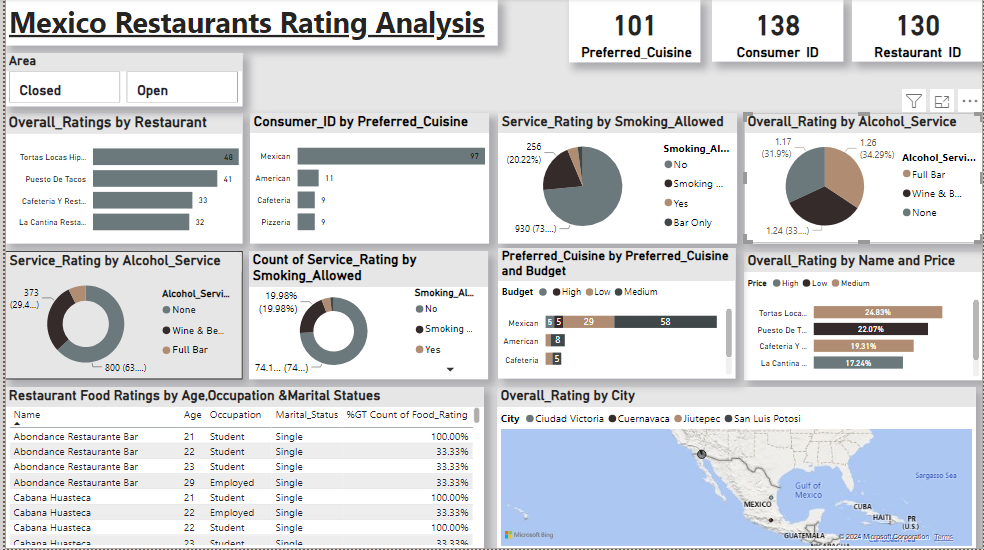 Mexico Restaurants Rating Analysis
101
Preferred_Cuisine
138
Consumer_ID
130
Restaurant_ID
Area
Closed
Open
Overall_Ratings by Restaurant
Tortas Locas Hip... 48
Puesto De Tacos 41
Cafeteria Y Rest... 33
La Cantina Resta... 32
Consumer_ID by Preferred_Cuisine
Mexican 97
American 11
Cafeteria 9
Pizzeria 9
Service_Rating by Smoking_Allowed
256
(20.22%)
930 (73....)
Smoking_Al...
No
Smoking ...
Yes
Bar Only
Overall_Rating by Alcohol_Service
1.17
(31.9%)
1.26
(34.29%)
1.24 (33....)
Alcohol_Servi...
Full Bar
Wine & B...
None
Service_Rating by Alcohol_Service
373
(29.4...)
800 (63....)
Alcohol_Servi...
None
Wine & Be...
Full Bar
Count of Service_Rating by
Smoking_Allowed
19.98%
(19.98%)
74.1... (74...)
Smoking_Al...
No
Smoking ...
Yes
Preferred_Cuisine by Preferred_Cuisine
and Budget
Budget High Low Medium
Mexican 5 5 29 58
American 8
Cafeteria 5
Overall_Rating by Name and Price
Price High Low Medium
Tortas Loca... 24.83%
Puesto De T... 22.07%
Cafeteria Y ... 19.31%
La Cantina ... 17.24%
Restaurant Food Ratings by Age,Occupation &Marital Statues
Name Age Occupation Marital_Status %GT Count of Food_Rating
Abondance Restaurante Bar 21 Student Single 100.00%
Abondance Restaurante Bar 22 Student Single 33.33%
Abondance Restaurante Bar 23 Student Single 33.33%
Abondance Restaurante Bar 29 Employed Single 33.33%
Cabana Huasteca 21 Student Single 100.00%
Cabana Huasteca 22 Employed Single 33.33%
Cabana Huasteca 22 Student Single 100.00%
Cabana Huasteca 23 Student Single 33.33%
Overall_Rating by City
City Ciudad Victoria Cuernavaca Jiutepec San Luis Potosi
Gulf of
Mexico
Sargasso Sea
MEXICO
CUBA
HAITI
PR
(U.S.)
GUATEMALA
NICARAGUA
Microsoft Bing
© 2024 Microsoft Corporation Terms